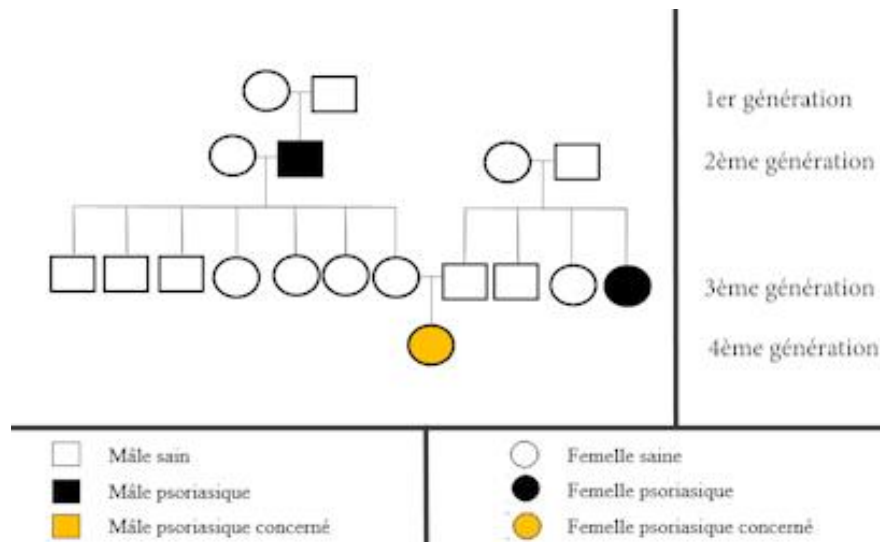 1er génération
2ème génération
3ème génération
4ème génération
Mâle sain
Femelle saine
Mâle psoriasique
Femelle psoriasique
Mâle psoriasique concerné
Femelle psoriasique concerné